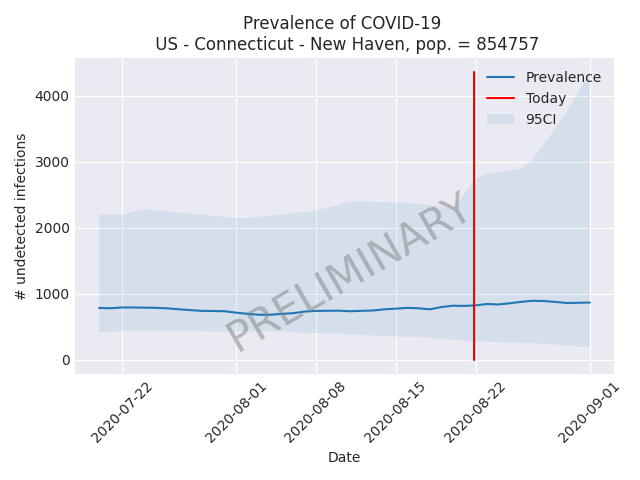 Prevalence of COVID-19
US - Connecticut - New Haven, pop. = 854757
Prevalence
Today
95CI
4000
3000
2000
1000
0
# undetected infections
PRELIMINARY
2020-07-22
2020-08-01
2020-08-08
2020-08-15
2020-08-22
2020-09-01
Date